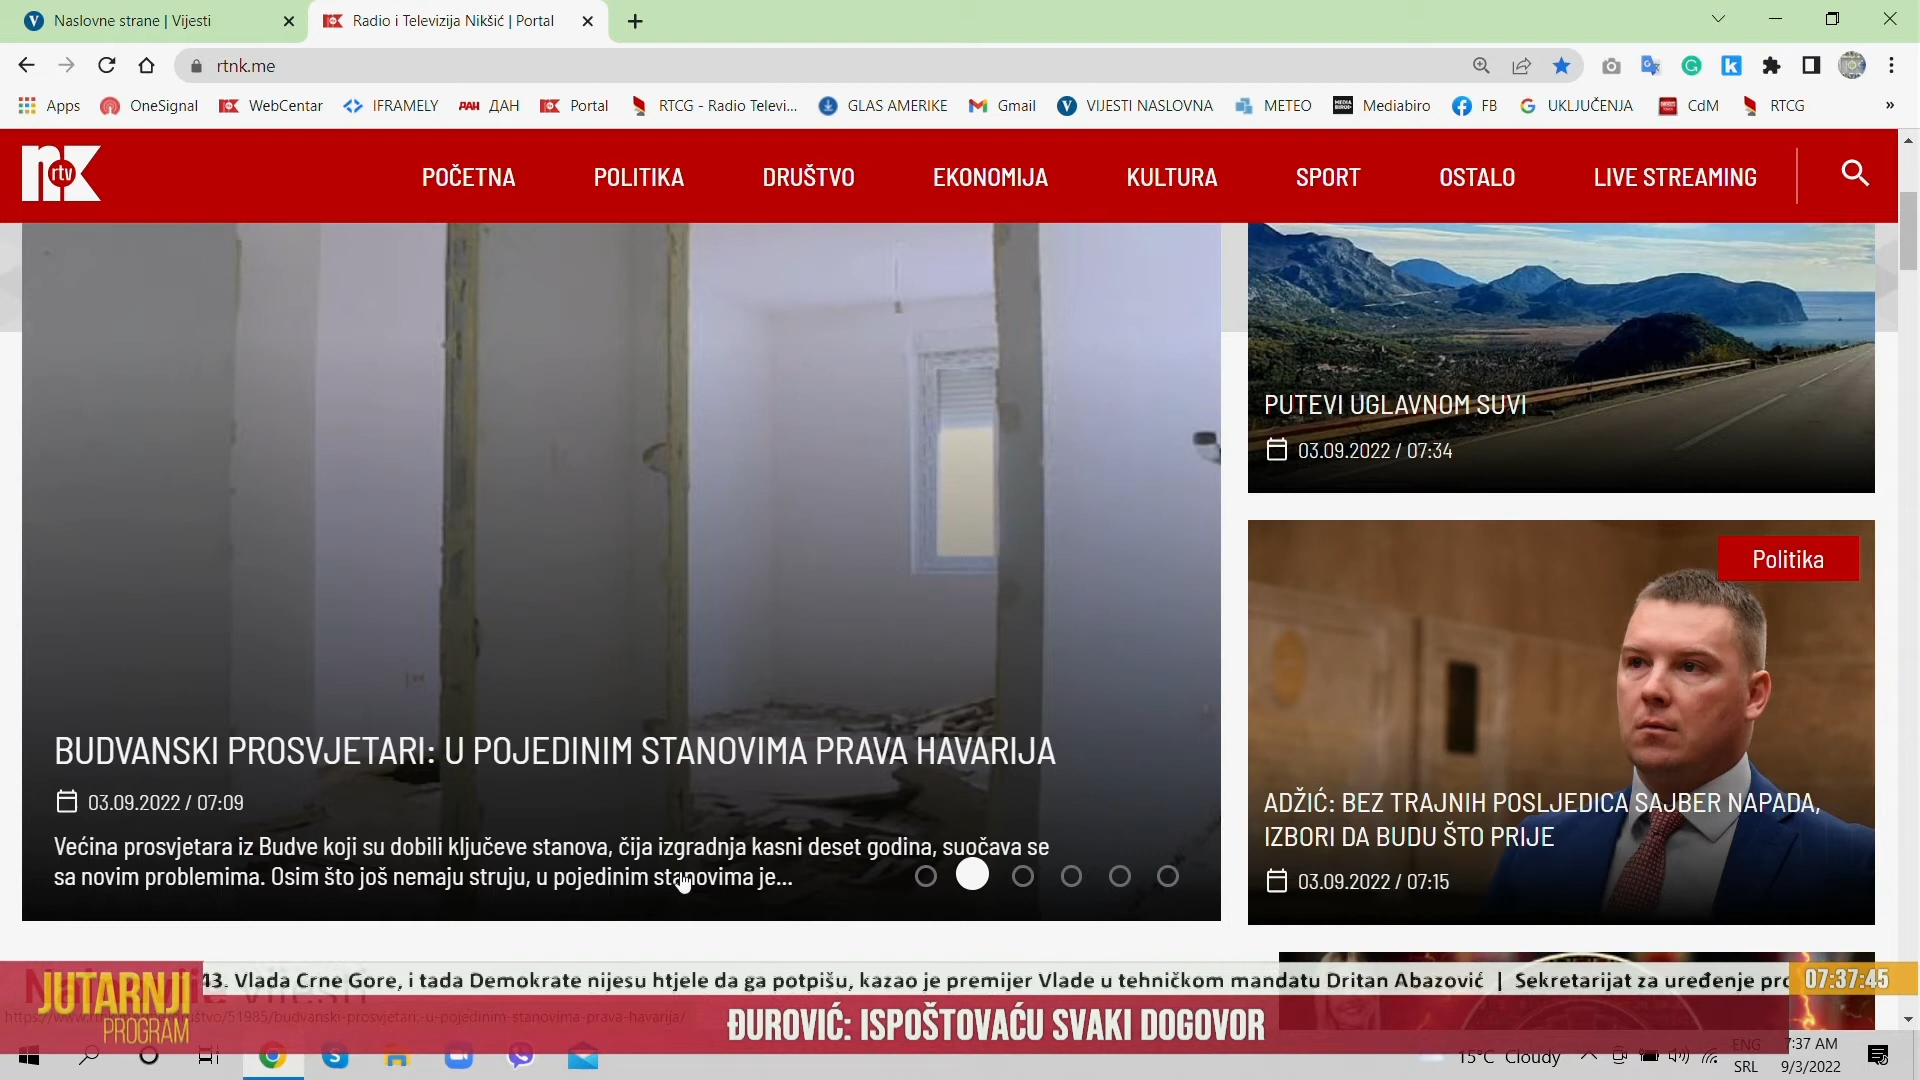 Naslovne strane | Vijesti
Radio i Televizija Nikšić | Portal
rtnk.me
Apps
OneSignal
WebCentar
IFRAMELY
ДАН
Portal
RTCG - Radio Televi...
GLAS AMERIKE
Gmail
VIJESTI NASLOVNA
METEO
Mediabiro
FB
UKLJUČENJA
CdM
RTCG
nk rtv
POČETNA
POLITIKA
DRUŠTVO
EKONOMIJA
KULTURA
SPORT
OSTALO
LIVE STREAMING
BUDVANSKI PROSVJETARI: U POJEDINIM STANOVIMA PRAVA HAVARIJA
03.09.2022 / 07:09
Većina prosvjetara iz Budve koji su dobili ključeve stanova, čija izgradnja kasni deset godina, suočava se
sa novim problemima. Osim što još nemaju struju, u pojedinim stanovima je...
PUTEVI UGLAVNOM SUVI
03.09.2022 / 07:34
Politika
ADŽIĆ: BEZ TRAJNIH POSLJEDICA SAJBER NAPADA,
IZBORI DA BUDU ŠTO PRIJE
03.09.2022 / 07:15
JUTARNJI
PROGRAM
43. Vlada Crne Gore, i tada Demokrate nijesu htjele da ga potpišu, kazao je premijer Vlade u tehničkom mandatu Dritan Abazović | Sekretarijat za uređenje pro
07:37:45
ĐUROVIĆ: ISPOŠTOVAĆU SVAKI DOGOVOR
15°C Cloudy
ENG
SRL
7:37 AM
9/3/2022